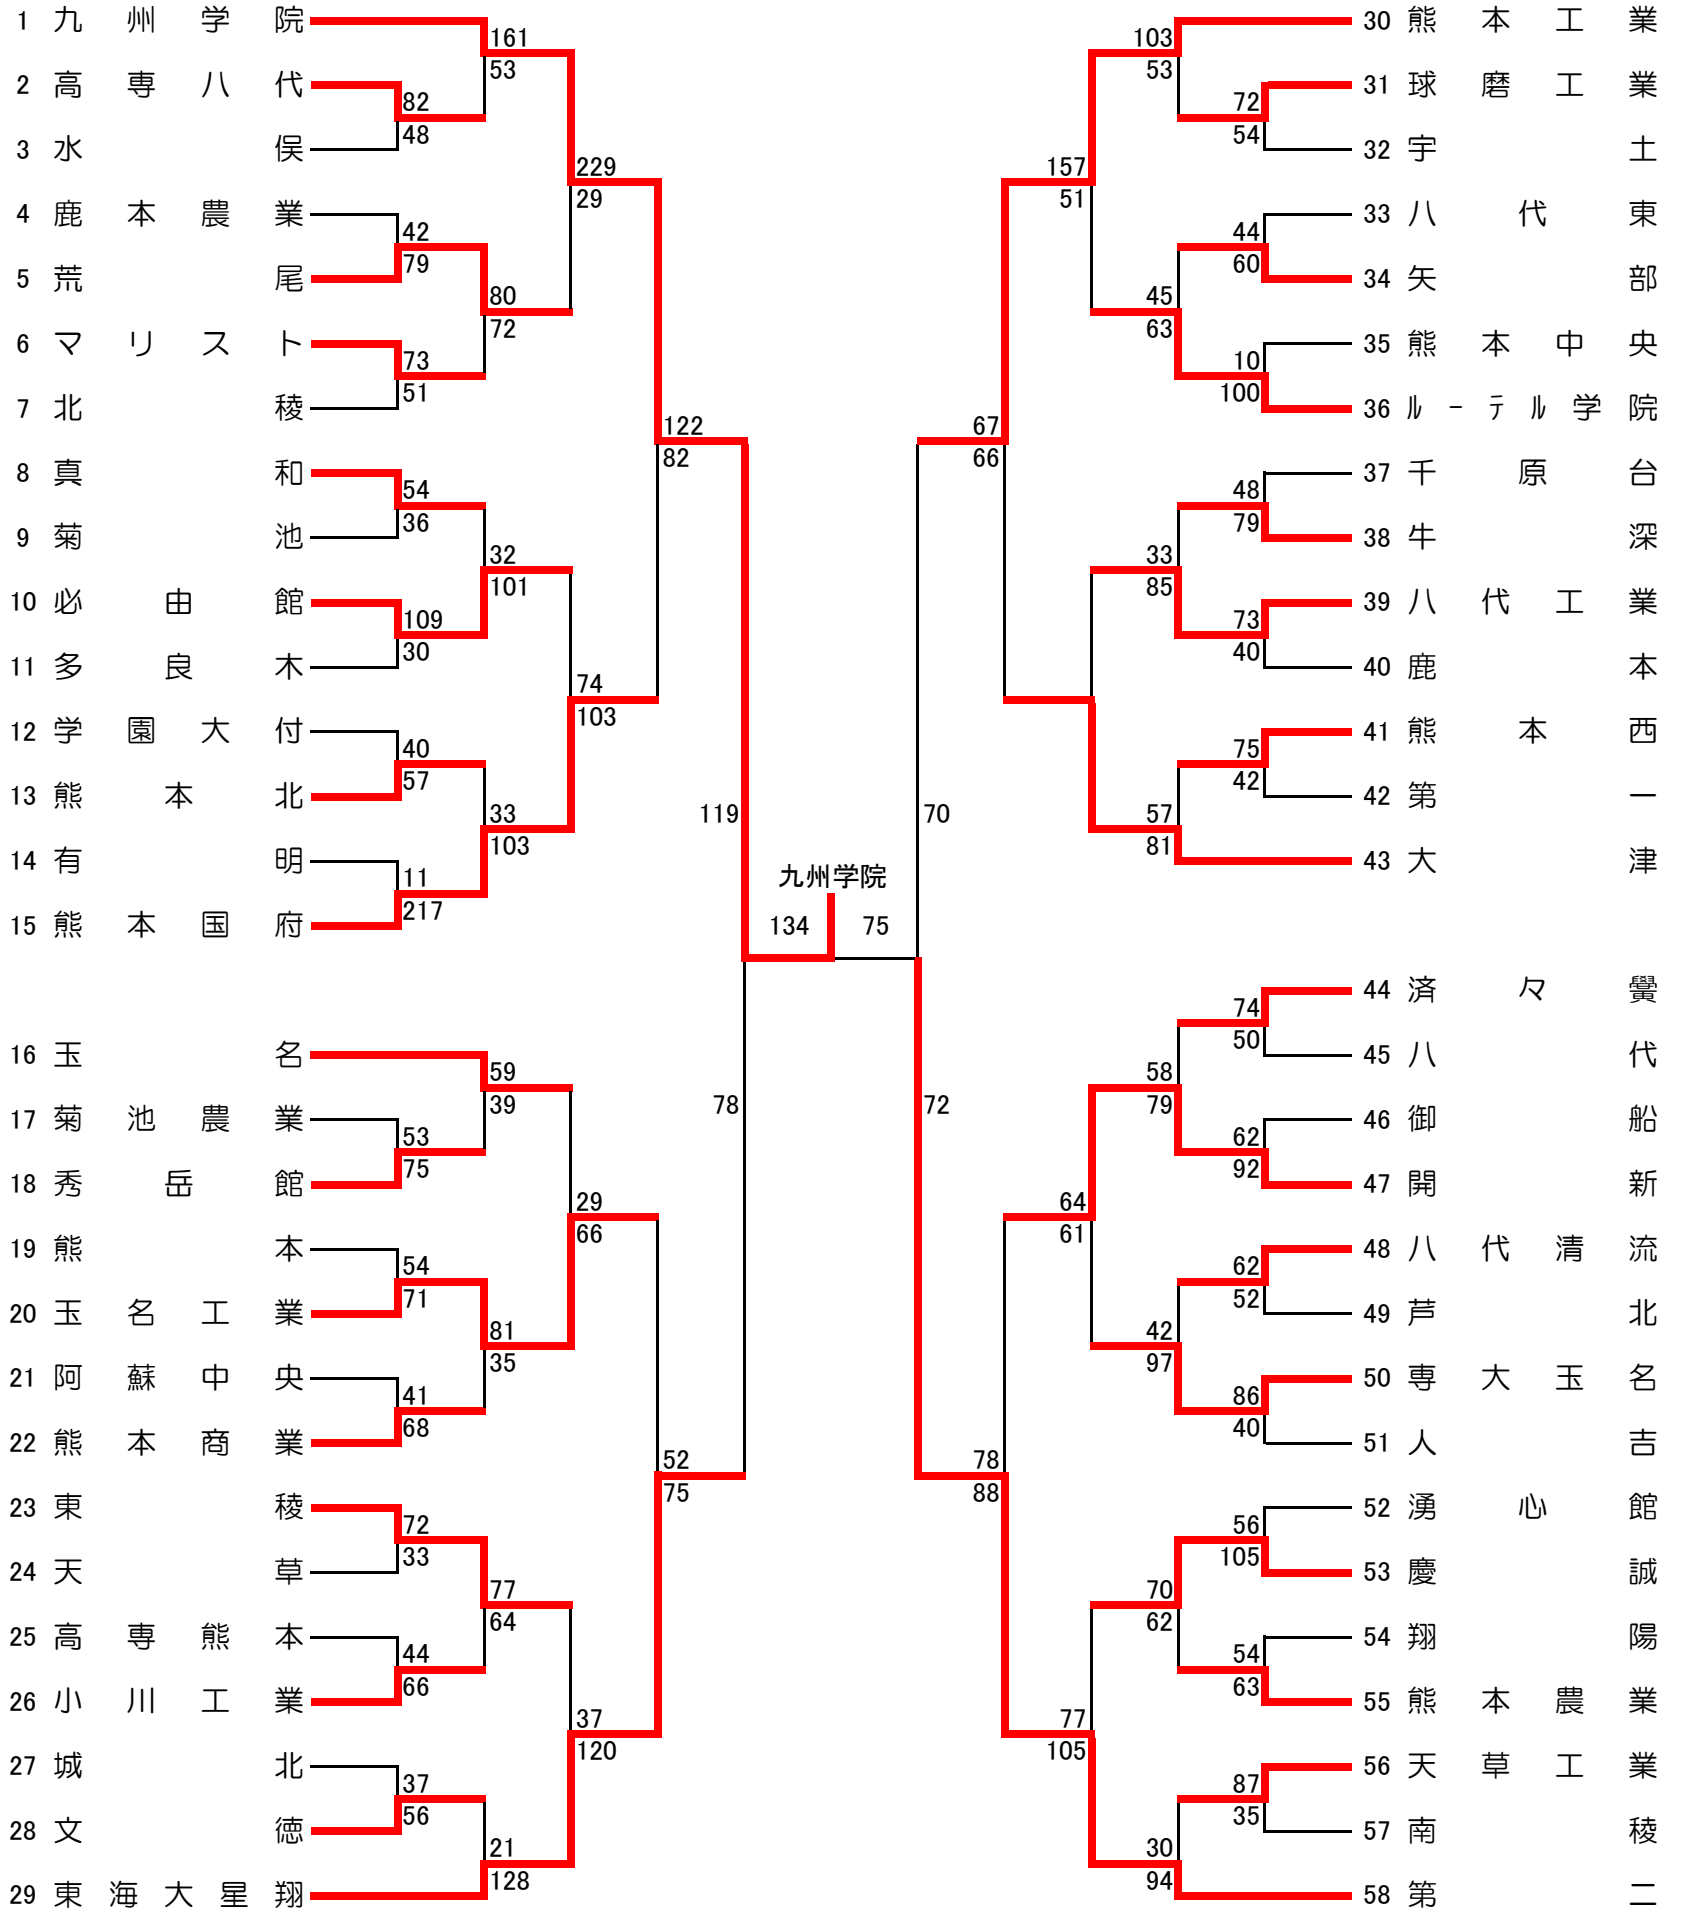 1 九州学院
2 高専八代
3 水俣
4 鹿本農業
5 荒尾
6 マリスト
7 北稜
8 真和
9 菊池
10 必由館
11 多良木
12 学園大付
13 熊本北
14 有明
15 熊本国府
16 玉名
17 菊池農業
18 秀岳館
19 熊本
20 玉名工業
21 阿蘇中央
22 熊本商業
23 東稜
24 天草
25 高専熊本
26 小川工業
27 城北
28 文徳
29 東海大星翔
82
48
42
79
73
51
54
36
109
30
40
57
11
217
53
75
54
71
41
68
72
33
44
66
37
56
161
53
80
72
32
101
33
103
59
39
81
35
77
64
21
128
229
29
74
103
29
66
37
120
122
82
52
75
119
78
九州学院
134 75
70
72
67
66
78
88
157
51
64
61
77
105
103
53
45
63
33
85
57
81
58
79
42
97
70
62
30
94
72
54
44
60
10
100
48
79
73
40
75
42
74
50
62
92
62
52
86
40
56
105
54
63
87
35
30 熊本工業
31 球磨工業
32 宇土
33 八代東
34 矢部
35 熊本中央
36 ﾙｰﾃﾙ学院
37 千原台
38 牛深
39 八代工業
40 鹿本
41 熊本西
42 第一
43 大津
44 済々黌
45 八代
46 御船
47 開新
48 八代清流
49 芦北
50 専大玉名
51 人吉
52 湧心館
53 慶誠
54 翔陽
55 熊本農業
56 天草工業
57 南稜
58 第二